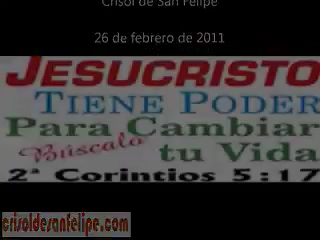 Crisol de San Felipe
26 de febrero de 2011
JESUCRISTO
TIENE PODER
Para Cambiar
Búscalo tu Vida
2ª Corintios 5:17
crisoldesanfelipe.com